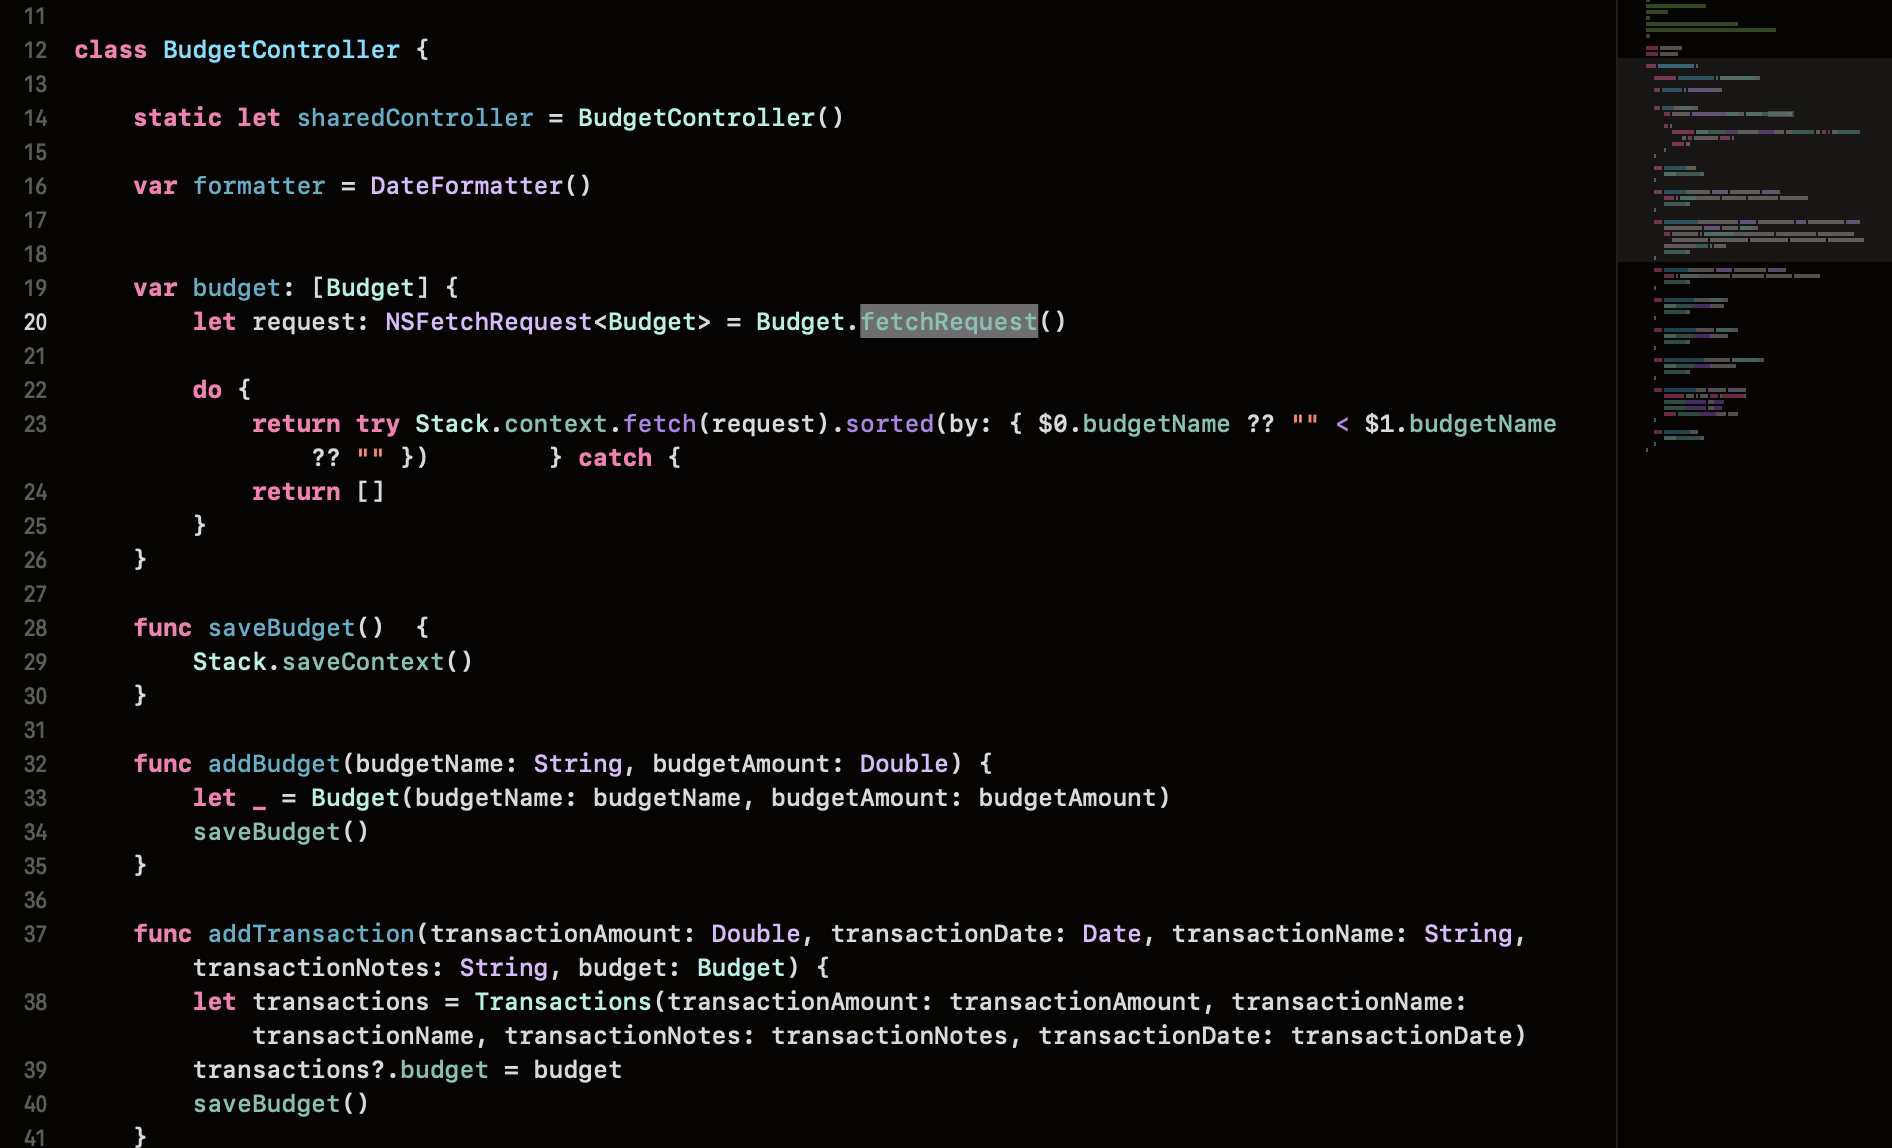 11
12 class BudgetController {
13
14     static let sharedController = BudgetController()
15
16     var formatter = DateFormatter()
17
18
19     var budget: [Budget] {
20         let request: NSFetchRequest<Budget> = Budget.fetchRequest()
21
22         do {
23             return try Stack.context.fetch(request).sorted(by: { $0.budgetName ?? "" < $1.budgetName
                 ?? "" })        } catch {
24             return []
25         }
26     }
27
28     func saveBudget()  {
29         Stack.saveContext()
30     }
31
32     func addBudget(budgetName: String, budgetAmount: Double) {
33         let _ = Budget(budgetName: budgetName, budgetAmount: budgetAmount)
34         saveBudget()
35     }
36
37     func addTransaction(transactionAmount: Double, transactionDate: Date, transactionName: String,
         transactionNotes: String, budget: Budget) {
38         let transactions = Transactions(transactionAmount: transactionAmount, transactionName:
             transactionName, transactionNotes: transactionNotes, transactionDate: transactionDate)
39         transactions?.budget = budget
40         saveBudget()
41     }